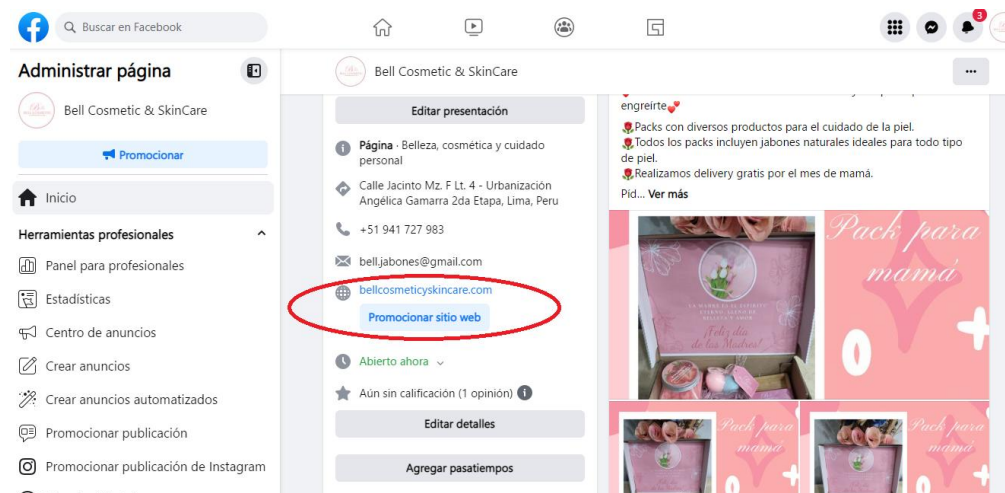 Buscar en Facebook
3
Administrar página
Bell Cosmetic & SkinCare
Promocionar
Inicio
Herramientas profesionales
Panel para profesionales
Estadísticas
Centro de anuncios
Crear anuncios
Crear anuncios automatizados
Promocionar publicación
Promocionar publicación de Instagram
Bell Cosmetic & SkinCare
Editar presentación
Página · Belleza, cosmética y cuidado
personal
Calle Jacinto Mz. F Lt. 4 - Urbanización
Angélica Gamarra 2da Etapa, Lima, Peru
+51 941 727 983
bell.jabones@gmail.com
bellcosmeticyskincare.com
Promocionar sitio web
Abierto ahora
Aún sin calificación (1 opinión)
Editar detalles
Agregar pasatiempos
engreírte💕
🌹Packs con diversos productos para el cuidado de la piel.
🌹Todos los packs incluyen jabones naturales ideales para todo tipo
de piel.
🌹Realizamos delivery gratis por el mes de mamá.
Píd... Ver más
Pack para
mamá
¡Feliz día
de las Madres!
Pack para
mamá
Pack para
mamá